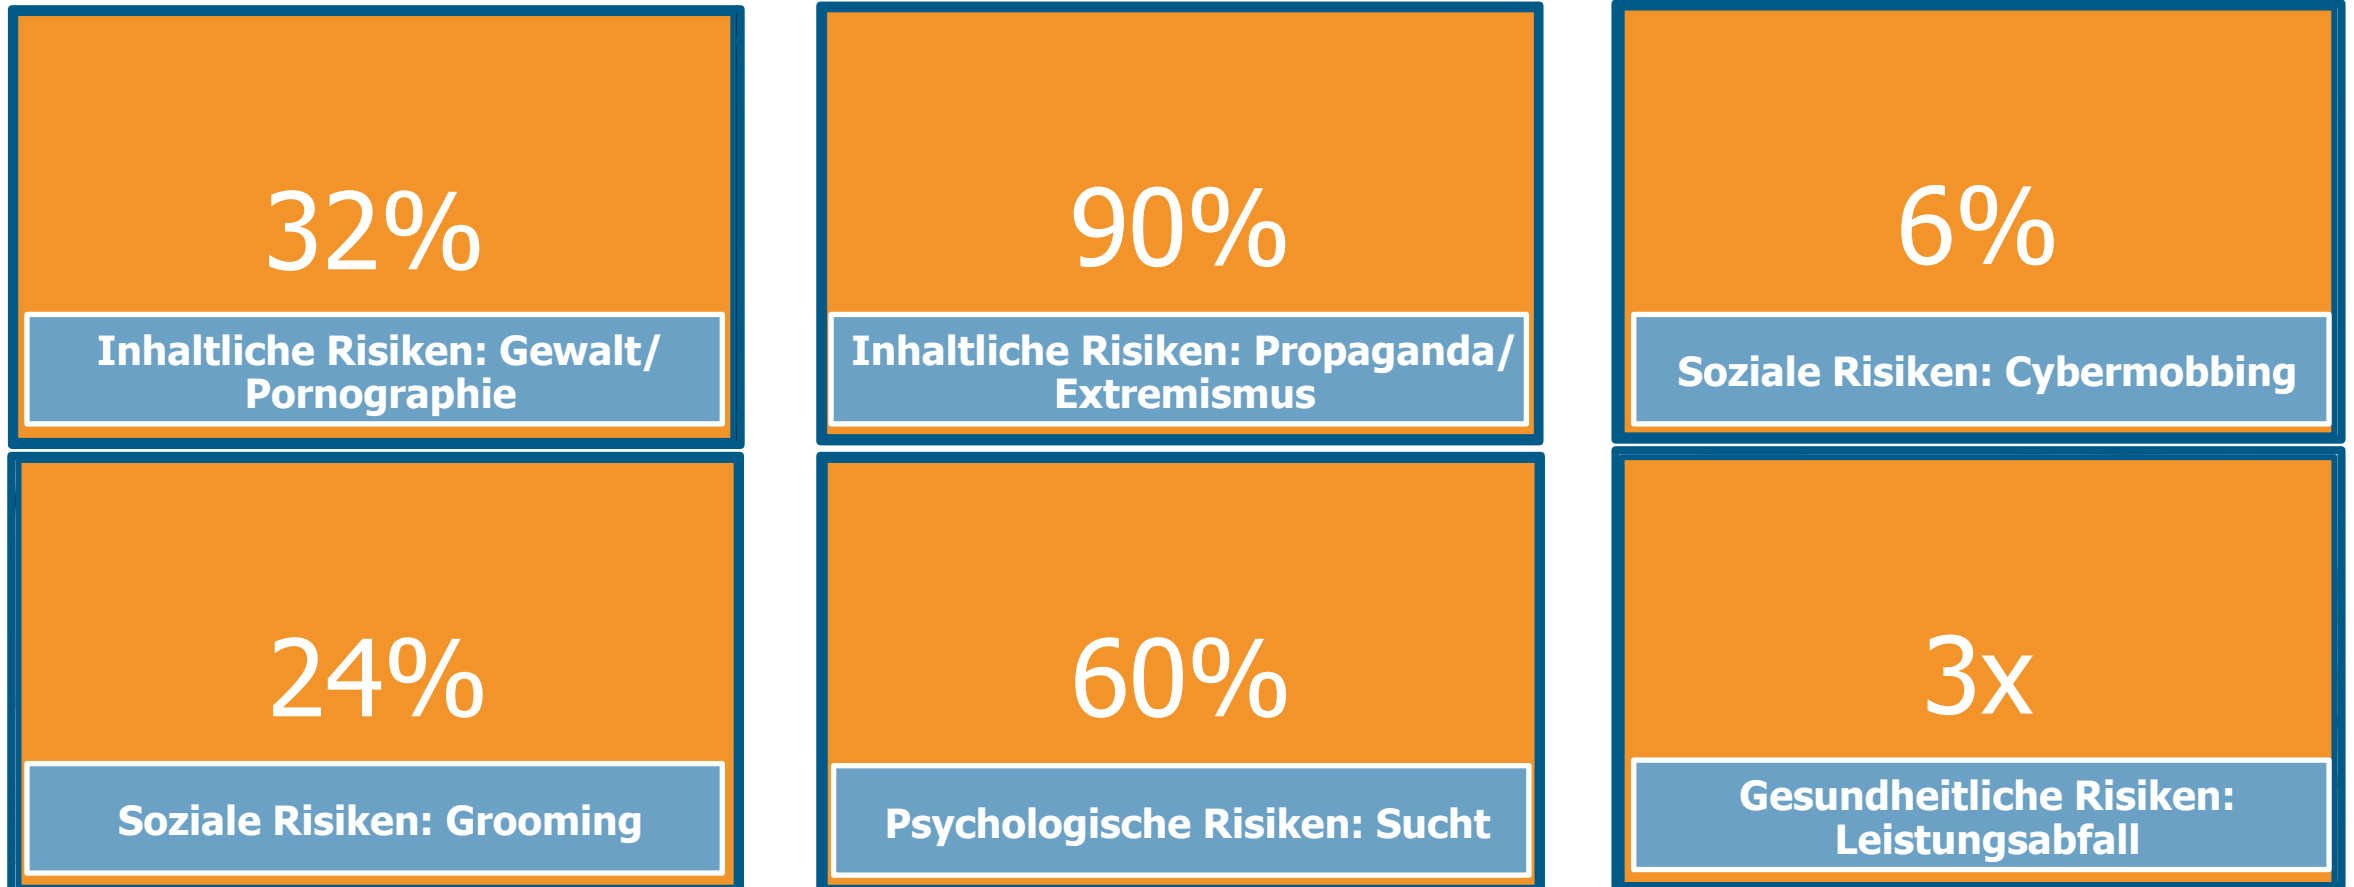 32%
Inhaltliche Risiken: Gewalt/
Pornographie
90%
Inhaltliche Risiken: Propaganda/
Extremismus
6%
Soziale Risiken: Cybermobbing
24%
Soziale Risiken: Grooming
60%
Psychologische Risiken: Sucht
3x
Gesundheitliche Risiken:
Leistungsabfall